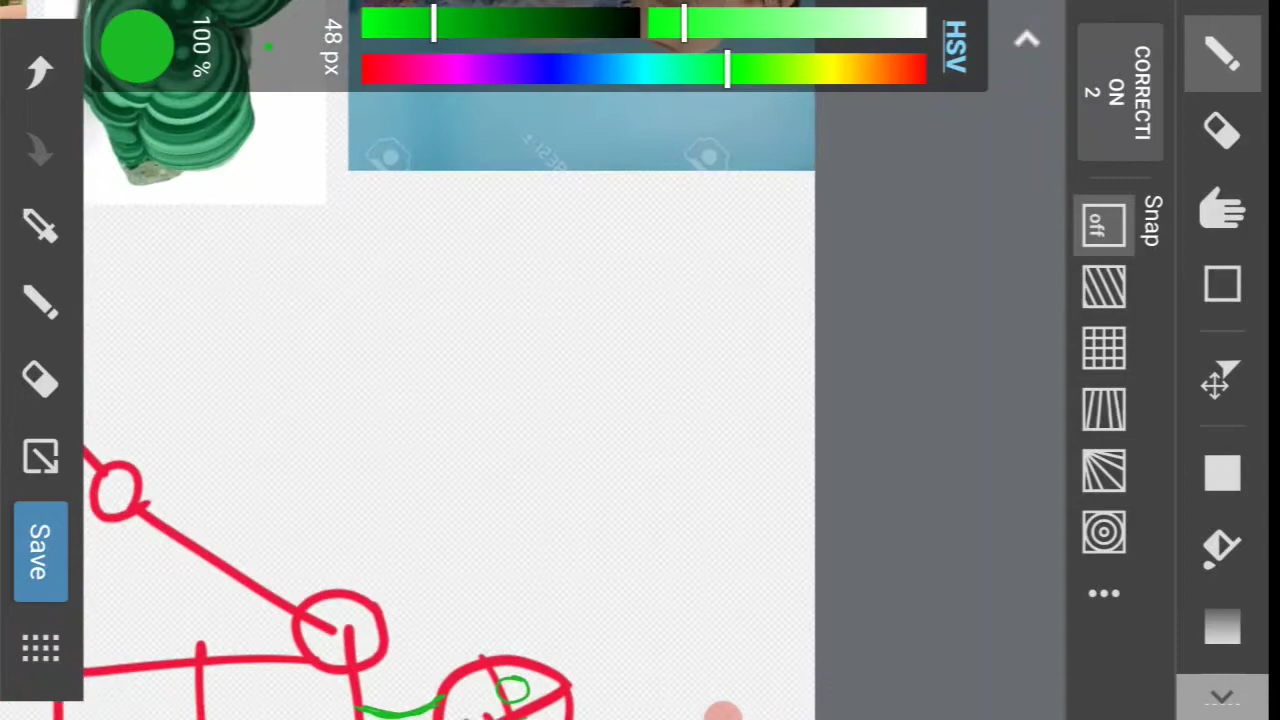 HSV
48 px
100 %
CORRECTI
ON
2
Snap
off
Save